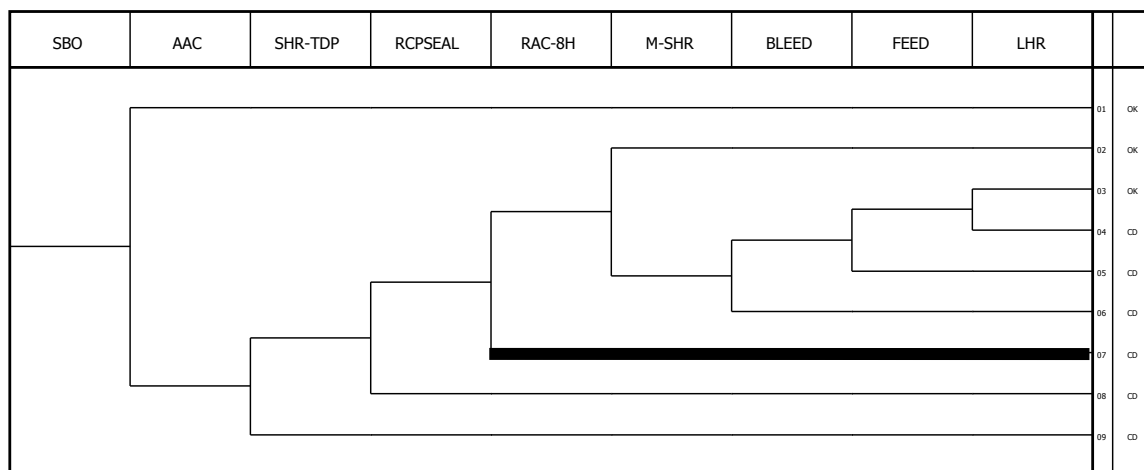 SBO AAC SHR-TDP RCPSEAL RAC-8H M-SHR BLEED FEED LHR
01 OK
02 OK
03 OK
04 CD
05 CD
06 CD
07 CD
08 CD
09 CD